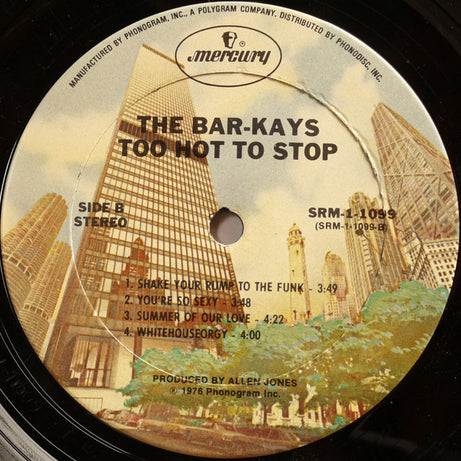 MANUFACTURED BY PHONOGRAM, INC., A POLYGRAM COMPANY. DISTRIBUTED BY PHONODISC, INC.
mercury
THE BAR-KAYS
TOO HOT TO STOP
SIDE B
STEREO
SRM-1-1099
(SRM-1-1099-B)
1. SHAKE YOUR RUMP TO THE FUNK - 3:49
2. YOU'RE SO SEXY - 3:48
3. SUMMER OF OUR LOVE - 4:22
4. WHITEHOUSEORGY - 4:00
PRODUCED BY ALLEN JONES
℗ 1976 Phonogram Inc.